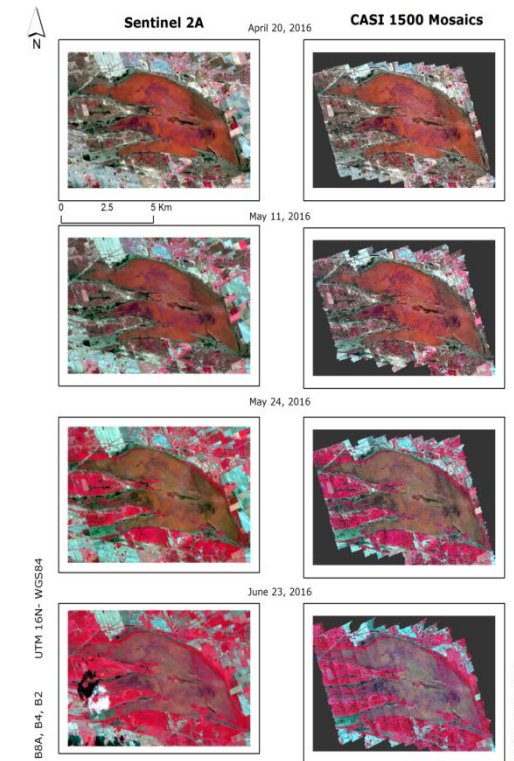 Sentinel 2A
CASI 1500 Mosaics
April 20, 2016
N
0 2.5 5 Km
May 11, 2016
May 24, 2016
June 23, 2016
B8A, B4, B2 UTM 16N- WGS84